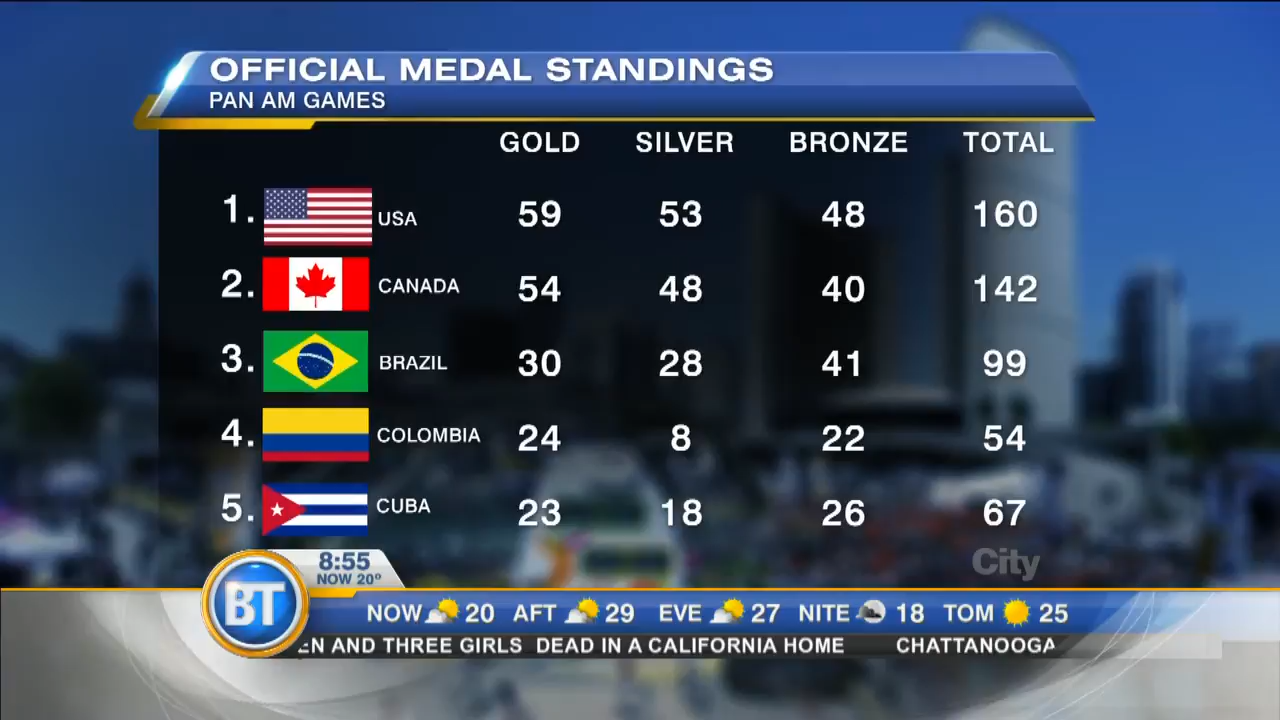 OFFICIAL MEDAL STANDINGS
PAN AM GAMES
GOLD SILVER BRONZE TOTAL
1. USA 59 53 48 160
2. CANADA 54 48 40 142
3. BRAZIL 30 28 41 99
4. COLOMBIA 24 8 22 54
5. CUBA 23 18 26 67
City
8:55
NOW 20º
BT
NOW 20 AFT 29 EVE 27 NITE 18 TOM 25
EN AND THREE GIRLS DEAD IN A CALIFORNIA HOME CHATTANOOGA